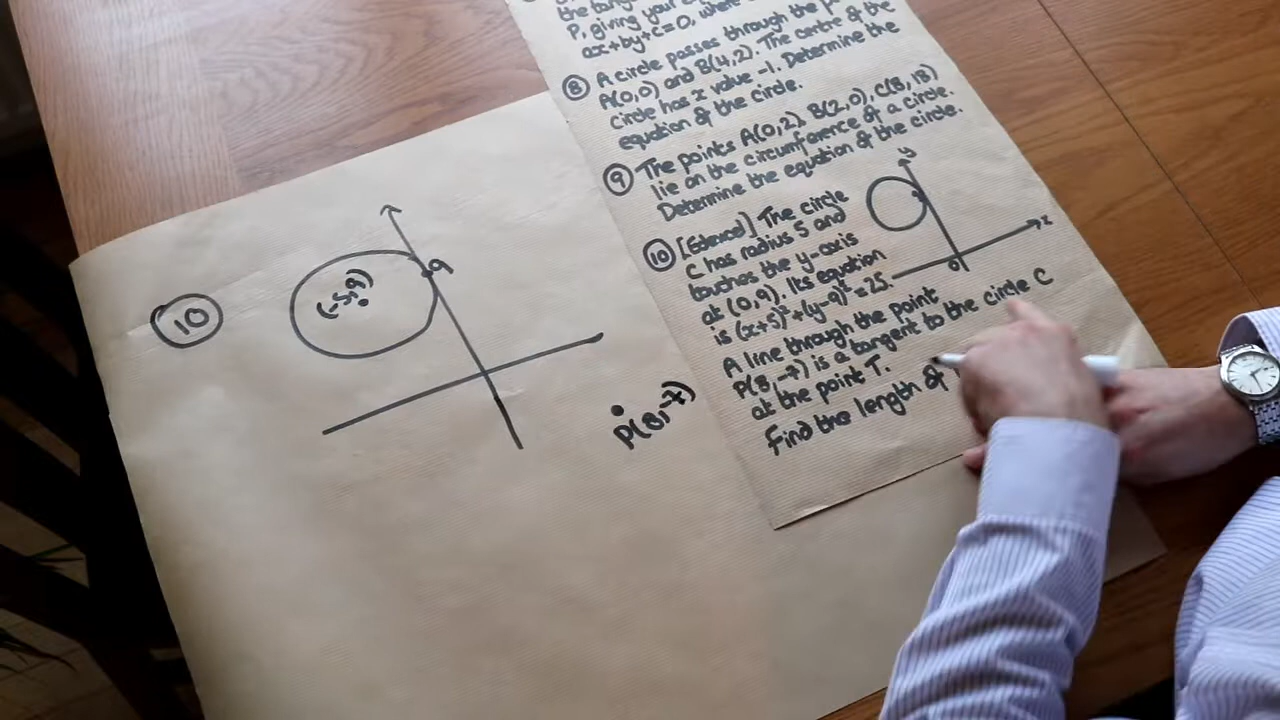 the tang
P, giving your
ax+by+c=0, where
⑧ A circle passes through the
A(0,0) and B(4,2). The centre of the
circle has x value -1. Determine the
equation of the circle.
⑨ The points A(0,2), B(2,0), C(8,18)
lie on the circumference of a circle.
Determine the equation of the circle.
⑩ [Edexcel] The circle
C has radius 5 and
touches the y-axis
at (0,9). Its equation
is (x+5)²+(y-9)²=25.
A line through the point
P(8,-7) is a tangent to the circle C
at the point T.
Find the length of
y
x
0
⑩
(-5,9)
9
P(8,-7)